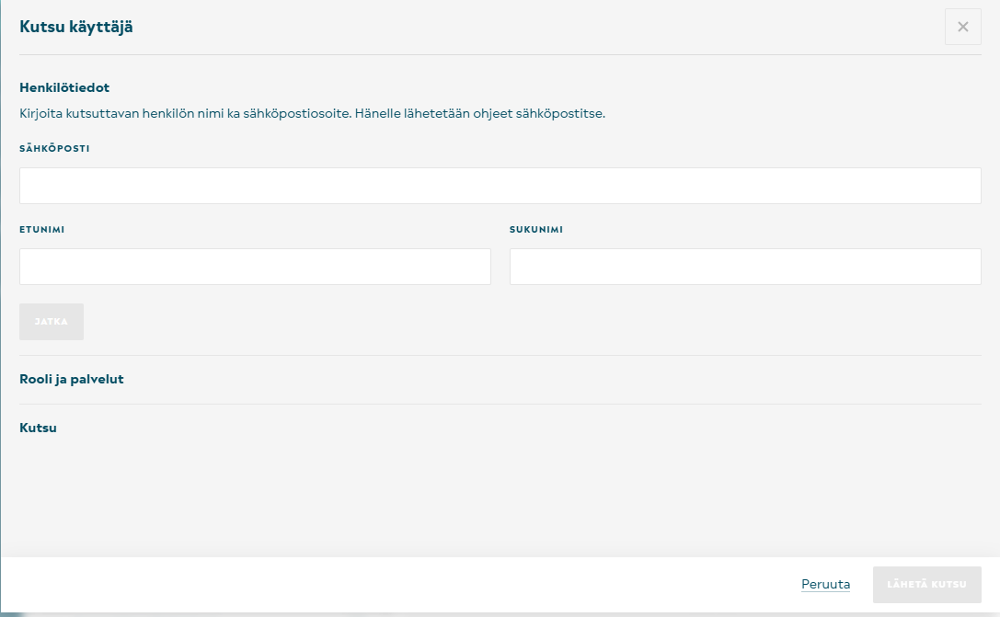 Kutsu käyttäjä
Henkilötiedot
Kirjoita kutsuttavan henkilön nimi ka sähköpostiosoite. Hänelle lähetetään ohjeet sähköpostitse.
SÄHKÖPOSTI
ETUNIMI SUKUNIMI
JATKA
Rooli ja palvelut
Kutsu
Peruuta LÄHETÄ KUTSU